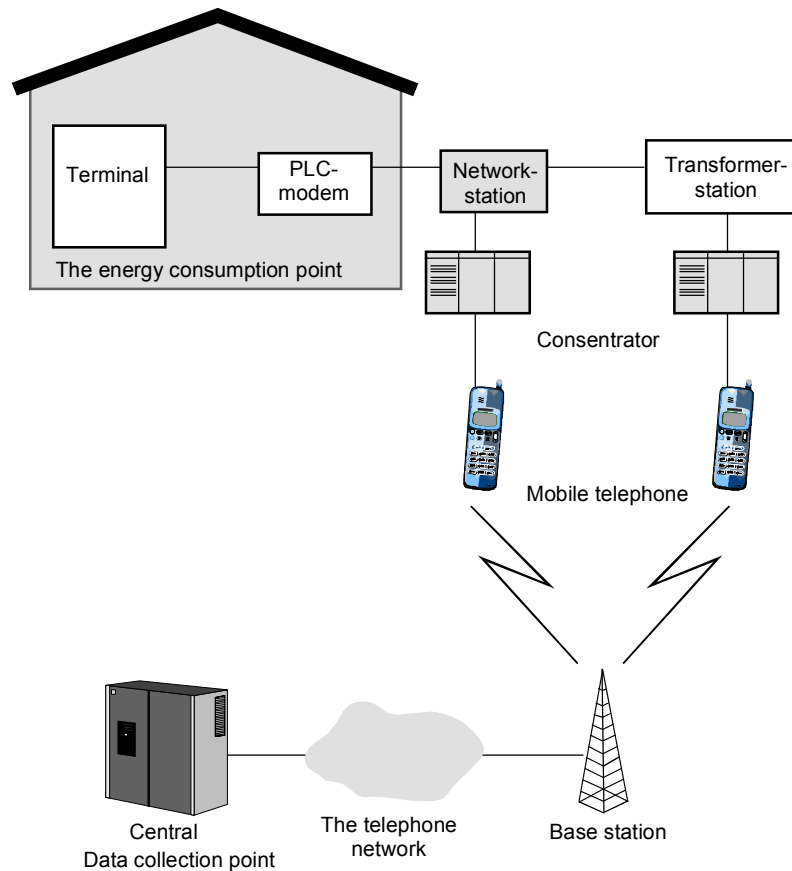 Terminal
PLC-
modem
Network-
station
Transformer-
station
The energy consumption point
Consentrator
Mobile telephone
Central
Data collection point
The telephone
network
Base station